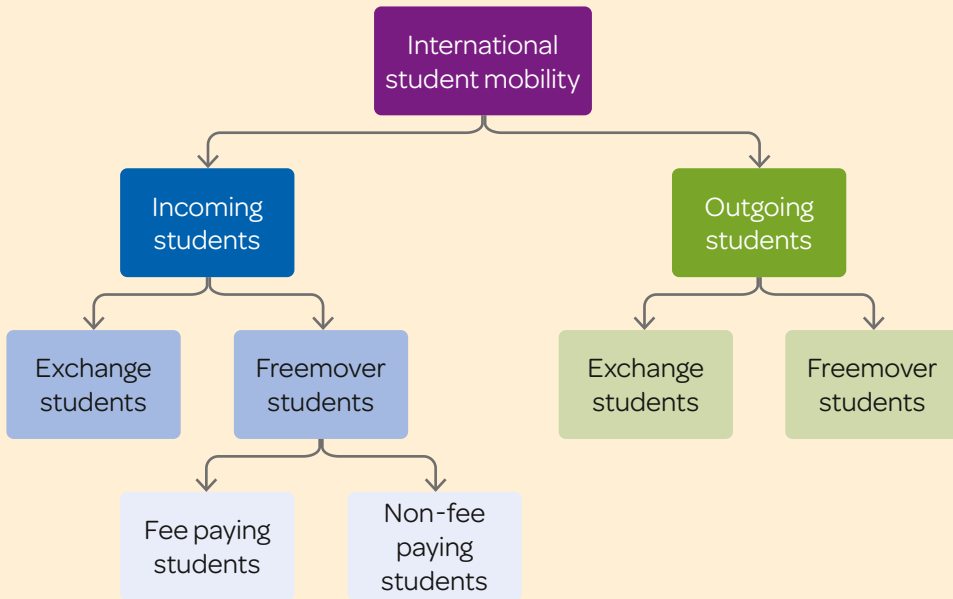 International
student mobility
Incoming
students
Outgoing
students
Exchange
students
Freemover
students
Exchange
students
Freemover
students
Fee paying
students
Non-fee
paying
students